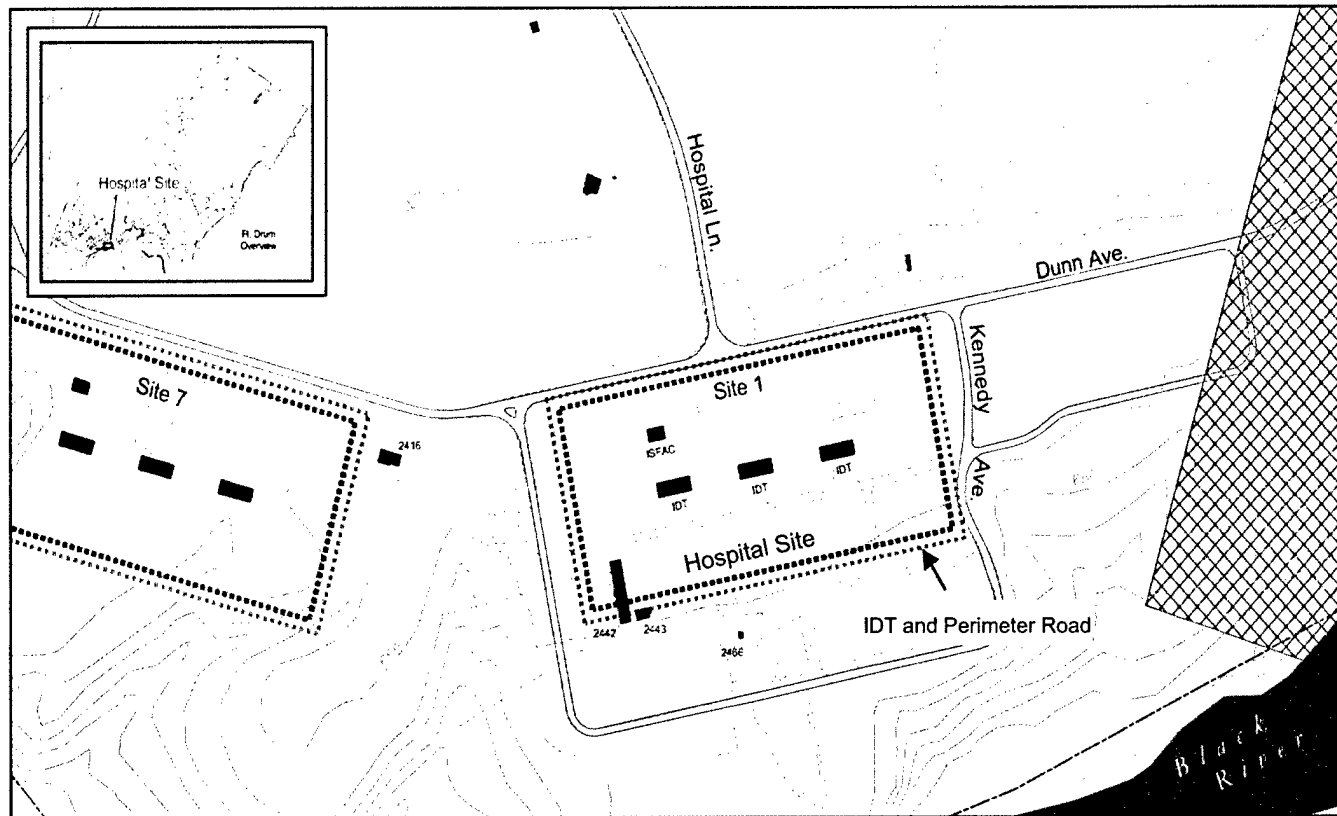 Hospital Site
Ft. Drum
Overview
Hospital Ln.
Dunn Ave.
Kennedy
Ave.
Site 7
2416
Site 1
ISFAC
IDT
IDT
IDT
Hospital Site
2442
2443
2466
IDT and Perimeter Road
Black
River